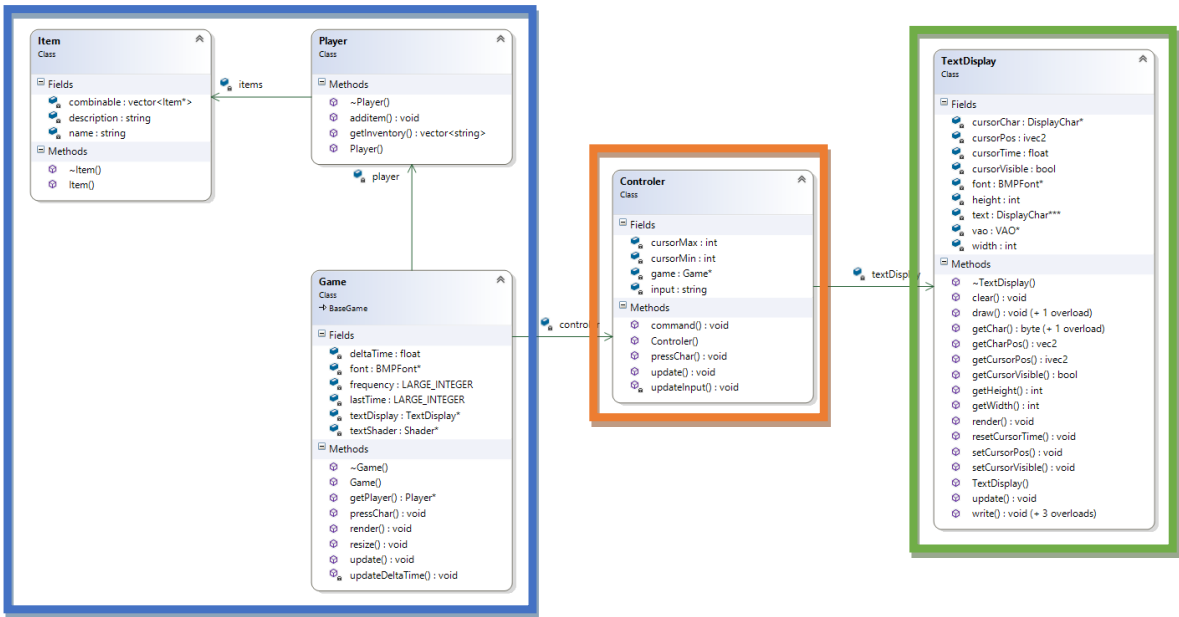 Item
Class
Fields
combinable : vector<Item*>
description : string
name : string
Methods
~Item()
Item()
items
Player
Class
Methods
~Player()
additem() : void
getInventory() : vector<string>
Player()
player
Game
Class
BaseGame
Fields
deltaTime : float
font : BMPFont*
frequency : LARGE_INTEGER
lastTime : LARGE_INTEGER
textDisplay : TextDisplay*
textShader : Shader*
Methods
~Game()
Game()
getPlayer() : Player*
pressChar() : void
render() : void
resize() : void
update() : void
updateDeltaTime() : void
controler
Controler
Class
Fields
cursorMax : int
cursorMin : int
game : Game*
input : string
Methods
command() : void
Controler()
pressChar() : void
update() : void
updateInput() : void
TextDisplay
Class
Fields
cursorChar : DisplayChar*
cursorPos : ivec2
cursorTime : float
cursorVisible : bool
font : BMPFont*
height : int
text : DisplayChar***
vao : VAO*
width : int
Methods
~TextDisplay()
clear() : void
draw() : void (+ 1 overload)
getChar() : byte (+ 1 overload)
getCharPos() : vec2
getCursorPos() : ivec2
getCursorVisible() : bool
getHeight() : int
getWidth() : int
render() : void
resetCursorTime() : void
setCursorPos() : void
setCursorVisible() : void
TextDisplay()
update() : void
write() : void (+ 3 overloads)